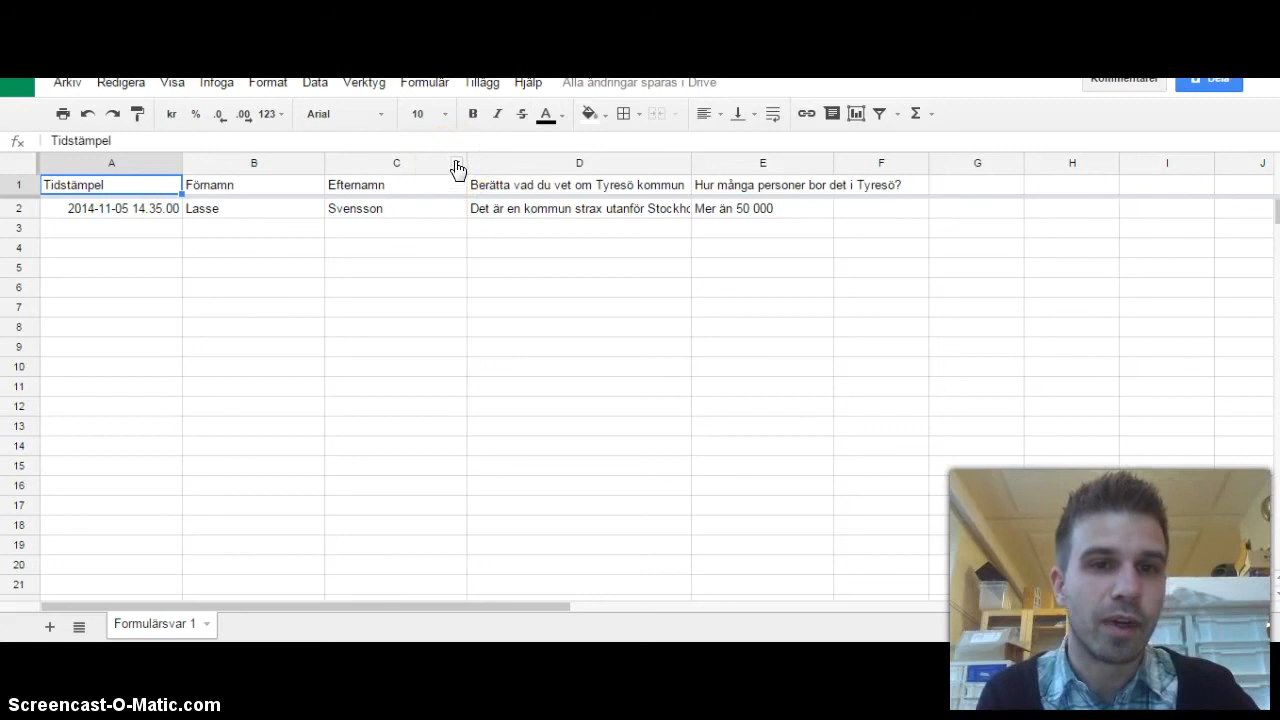 Arkiv Redigera Visa Infoga Format Data Verktyg Formulär Tillägg Hjälp Alla ändringar sparas i Drive Kommentarer Dela
kr % .0 .00 123 Arial 10 B I S A Σ
fx Tidstämpel
A B C D E F G H I J
1 Tidstämpel Förnamn Efternamn Berätta vad du vet om Tyresö kommun Hur många personer bor det i Tyresö?
2 2014-11-05 14.35.00 Lasse Svensson Det är en kommun strax utanför Stockho Mer än 50 000
3
4
5
6
7
8
9
10
11
12
13
14
15
16
17
18
19
20
21
Formulärsvar 1
Screencast-O-Matic.com